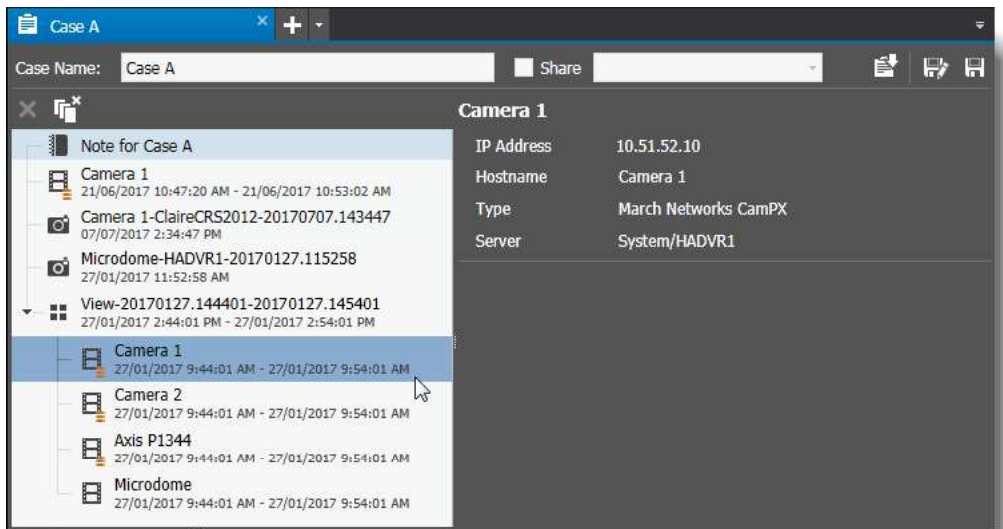 Case A
Case Name: Case A Share
Camera 1
Note for Case A
Camera 1
21/06/2017 10:47:20 AM - 21/06/2017 10:53:02 AM
Camera 1-ClaireCRS2012-20170707.143447
07/07/2017 2:34:47 PM
Microdome-HADVR1-20170127.115258
27/01/2017 11:52:58 AM
View-20170127.144401-20170127.145401
27/01/2017 2:44:01 PM - 27/01/2017 2:54:01 PM
Camera 1
27/01/2017 9:44:01 AM - 27/01/2017 9:54:01 AM
Camera 2
27/01/2017 9:44:01 AM - 27/01/2017 9:54:01 AM
Axis P1344
27/01/2017 9:44:01 AM - 27/01/2017 9:54:01 AM
Microdome
27/01/2017 9:44:01 AM - 27/01/2017 9:54:01 AM
IP Address 10.51.52.10
Hostname Camera 1
Type March Networks CamPX
Server System/HADVR1